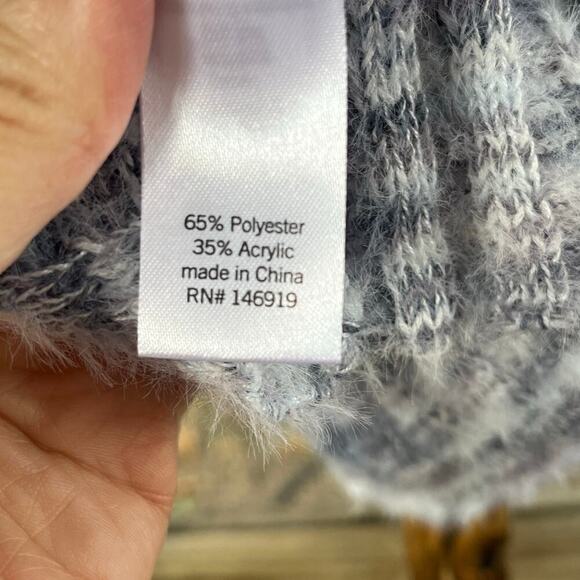 65% Polyester
35% Acrylic
made in China
RN# 146919